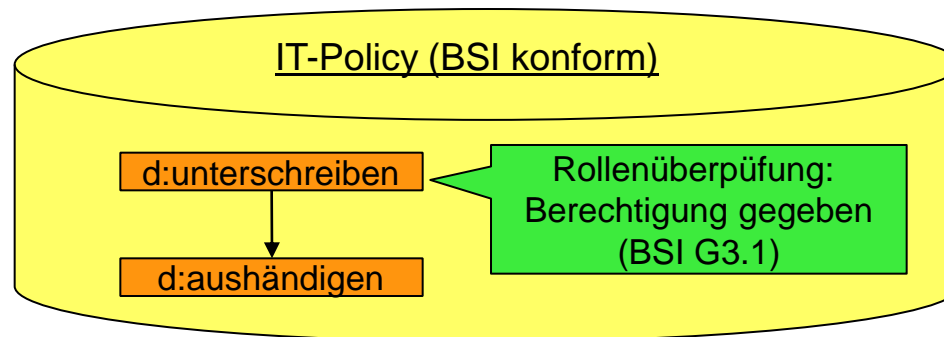 IT-Policy (BSI konform)
d:unterschreiben
Rollenüberpüfung:
Berechtigung gegeben
(BSI G3.1)
d:aushändigen